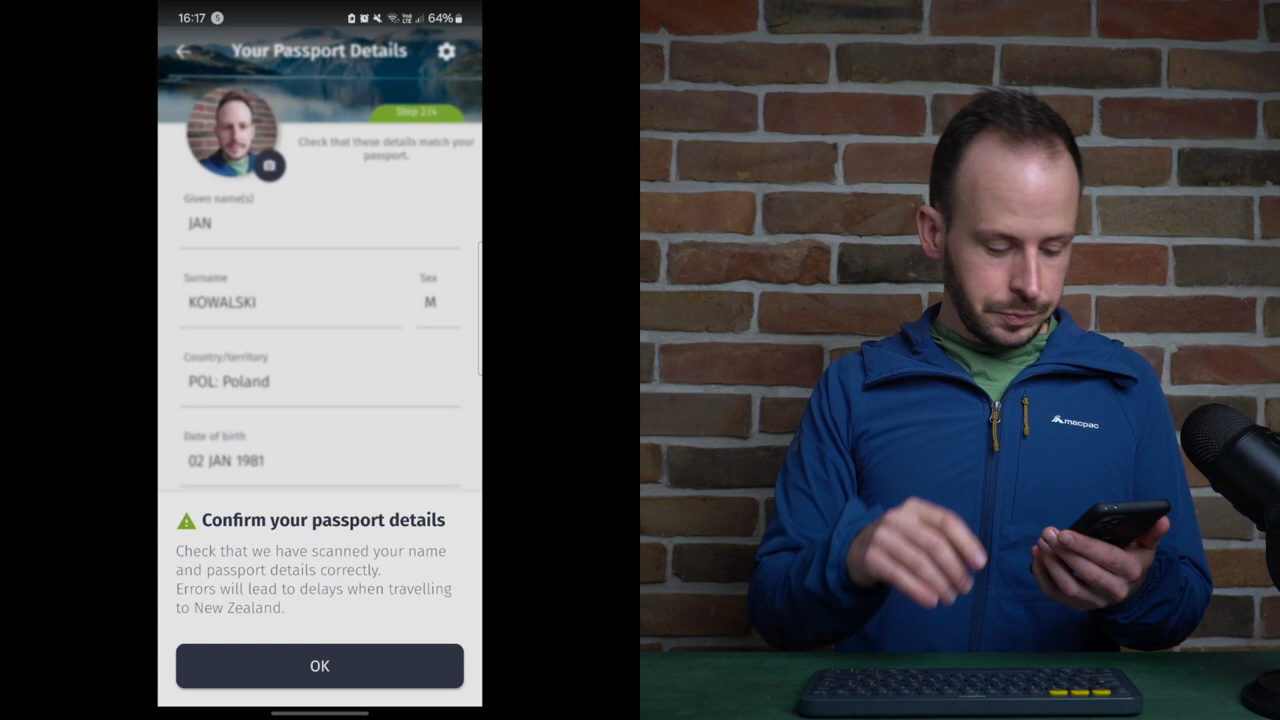 16:17 5 64%
Your Passport Details
Step 2/4
Check that these details match your
passport.
Given name(s)
JAN
Surname Sex
KOWALSKI M
Country/territory
POL: Poland
Date of birth
02 JAN 1981
Confirm your passport details
Check that we have scanned your name
and passport details correctly.
Errors will lead to delays when travelling
to New Zealand.
OK
macpac